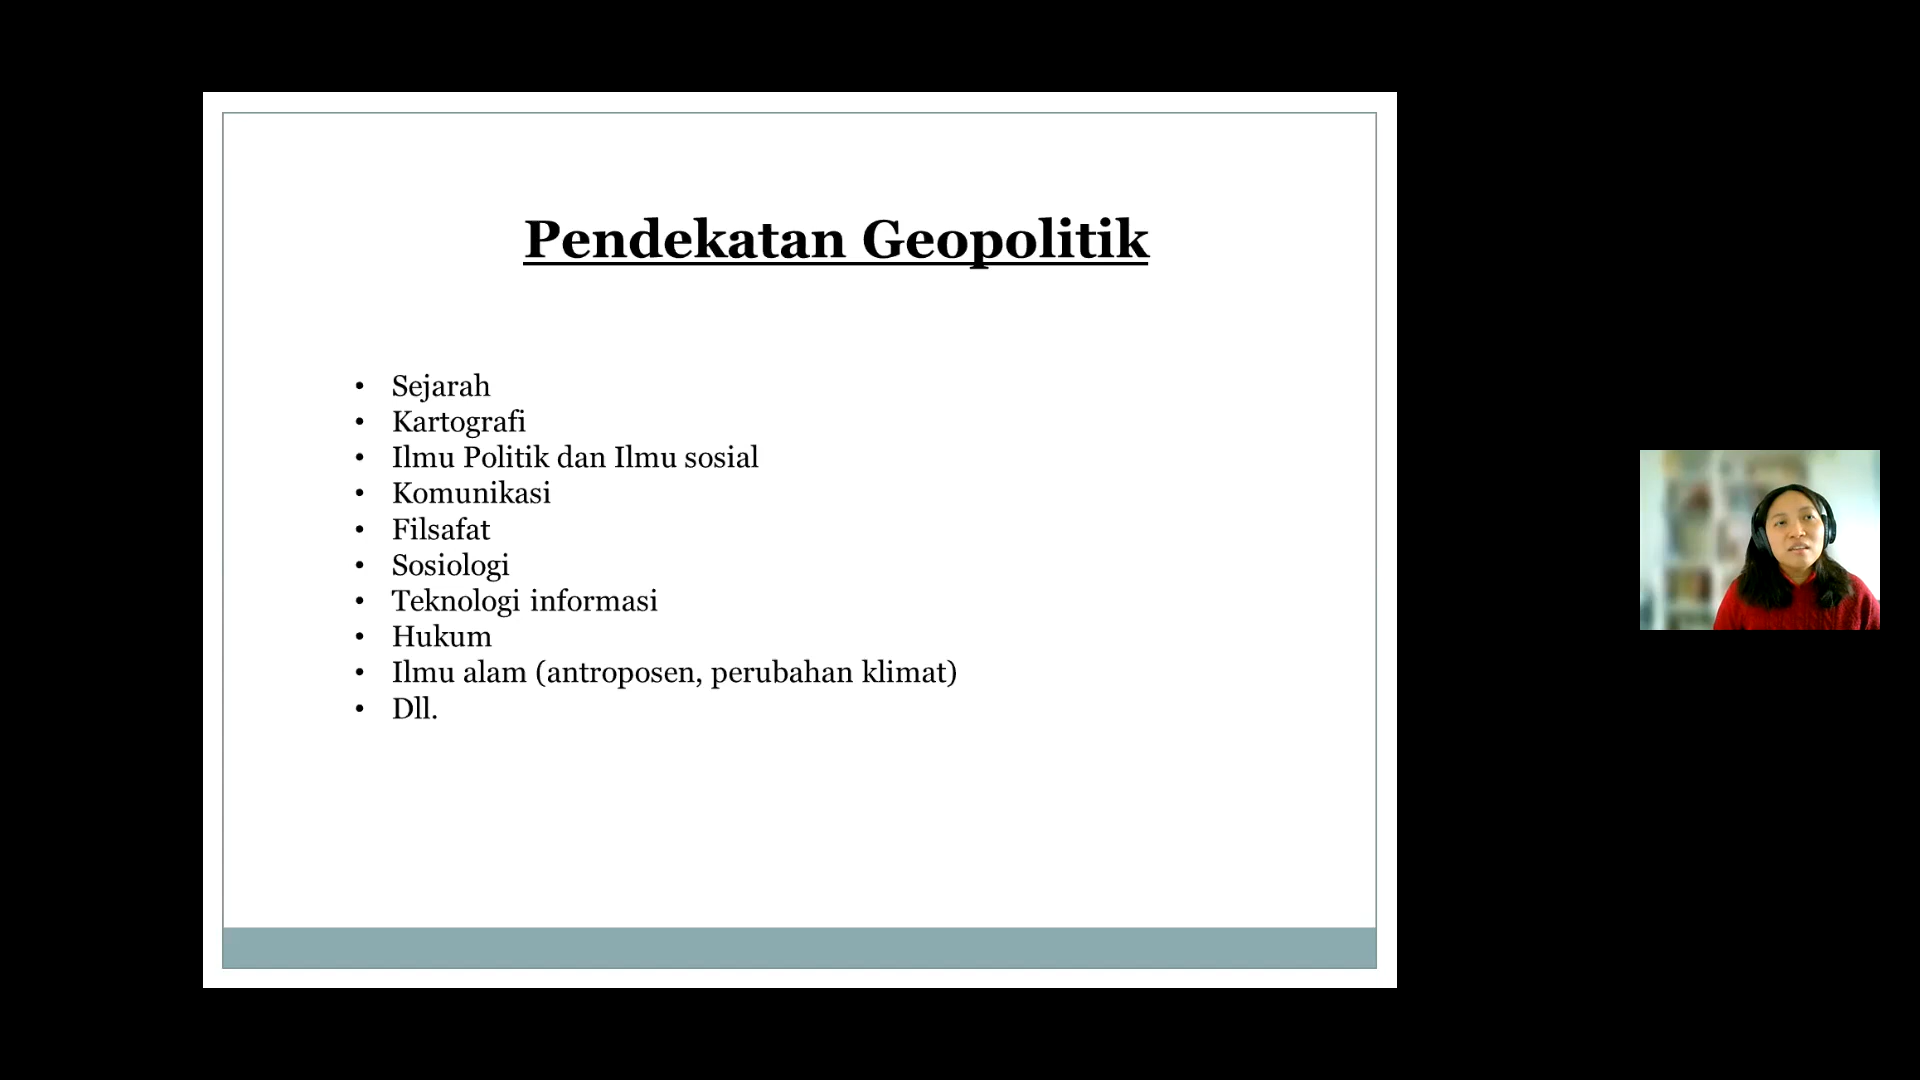 Pendekatan Geopolitik
• Sejarah
• Kartografi
• Ilmu Politik dan Ilmu sosial
• Komunikasi
• Filsafat
• Sosiologi
• Teknologi informasi
• Hukum
• Ilmu alam (antroposen, perubahan klimat)
• Dll.